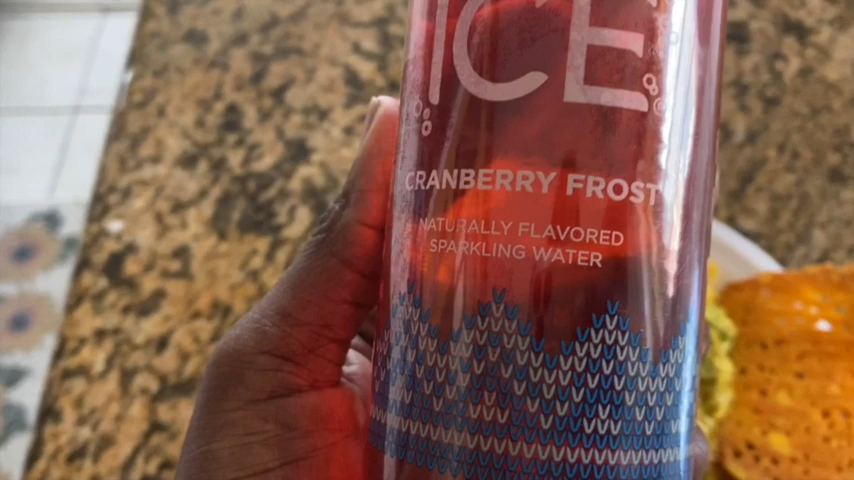 ICE
CRANBERRY FROST
NATURALLY FLAVORED
SPARKLING WATER